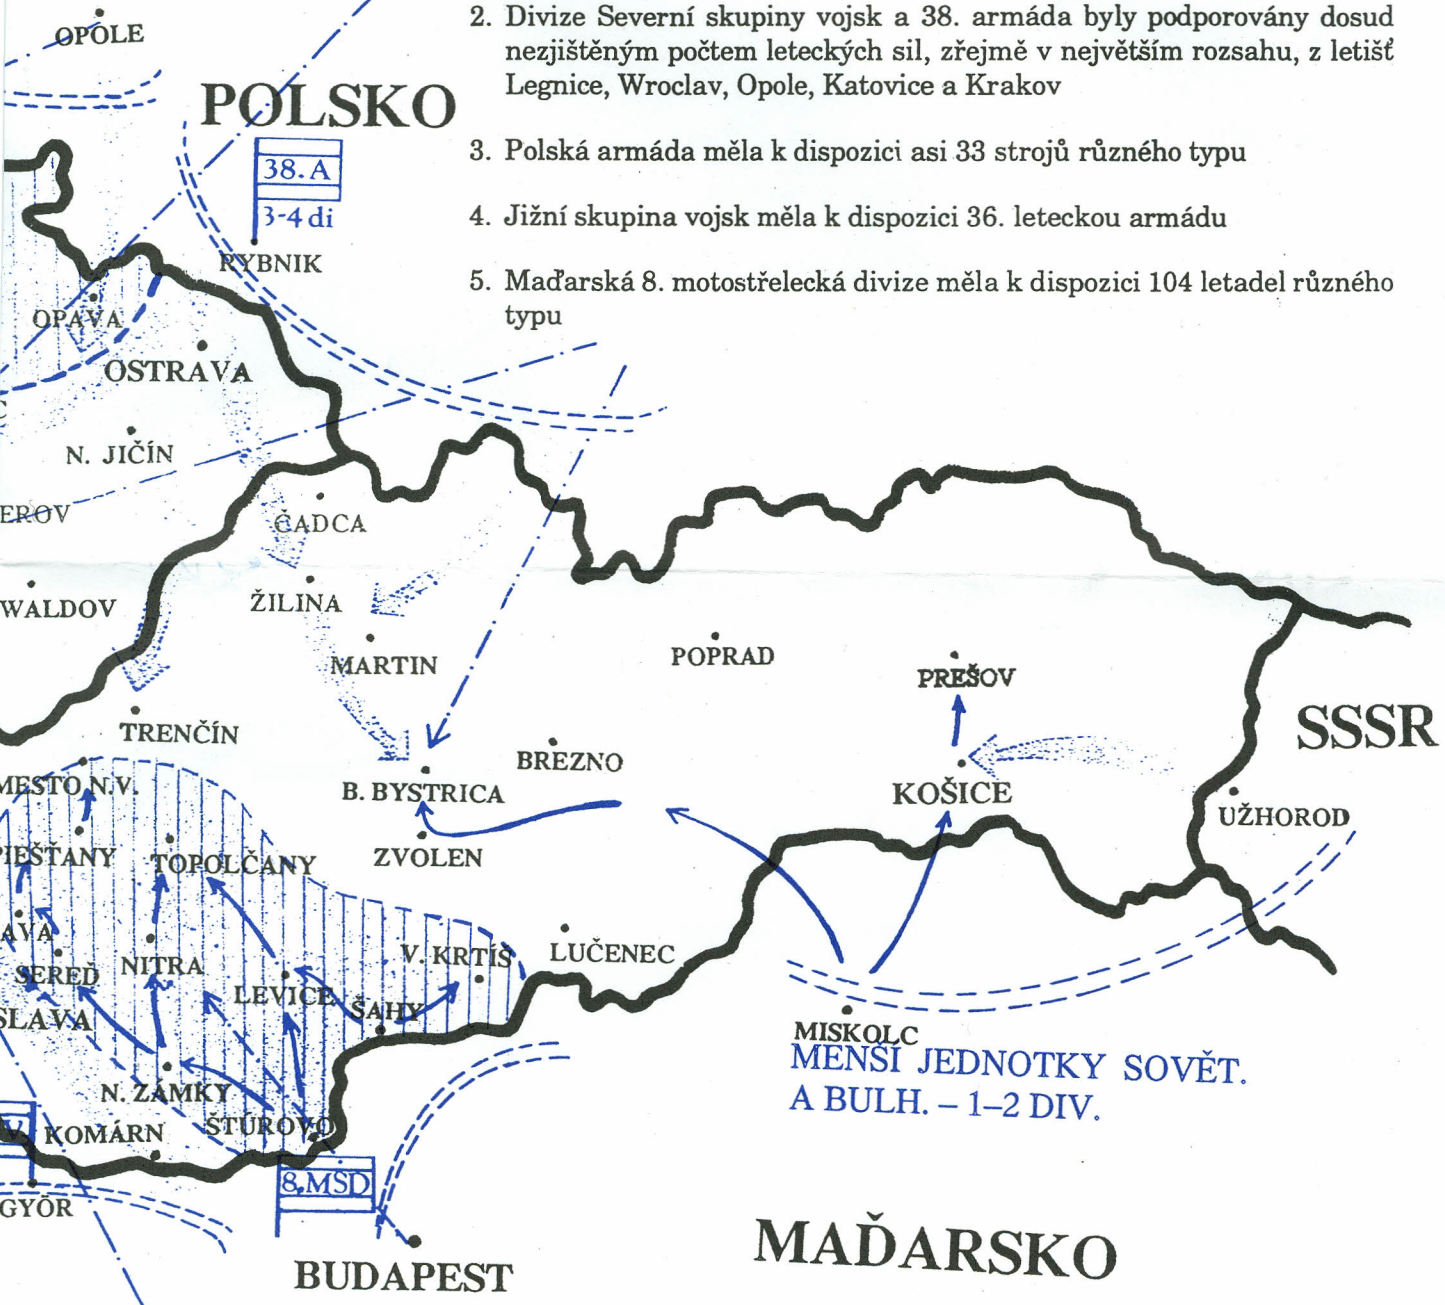 2. Divize Severní skupiny vojsk a 38. armáda byly podporovány dosud
nezjištěným počtem leteckých sil, zřejmě v největším rozsahu, z letišť
Legnice, Wroclav, Opole, Katovice a Krakov
3. Polská armáda měla k dispozici asi 33 strojů různého typu
4. Jižní skupina vojsk měla k dispozici 36. leteckou armádu
5. Maďarská 8. motostřelecká divize měla k dispozici 104 letadel různého
typu
OPOLE
POLSKO
38. A
3-4 di
RYBNIK
OPAVA
OSTRAVA
N. JIČÍN
EROV
ČADCA
WALDOV
ŽILINA
MARTIN
POPRAD
PREŠOV
TRENČÍN
SSSR
BREZNO
MESTO N.V.
B. BYSTRICA
KOŠICE
UŽHOROD
PIEŠŤANY
TOPOLČANY
ZVOLEN
AVA
V. KRTÍŠ
LUČENEC
SEREĎ
NITRA
LEVICE
ŠAHY
SLAVA
MISKOLC
MENŠÍ JEDNOTKY SOVĚT.
A BULH. – 1–2 DIV.
N. ZÁMKY
ŠTÚROVO
KOMÁRN
8.MSD
GYÖR
MAĎARSKO
BUDAPEST